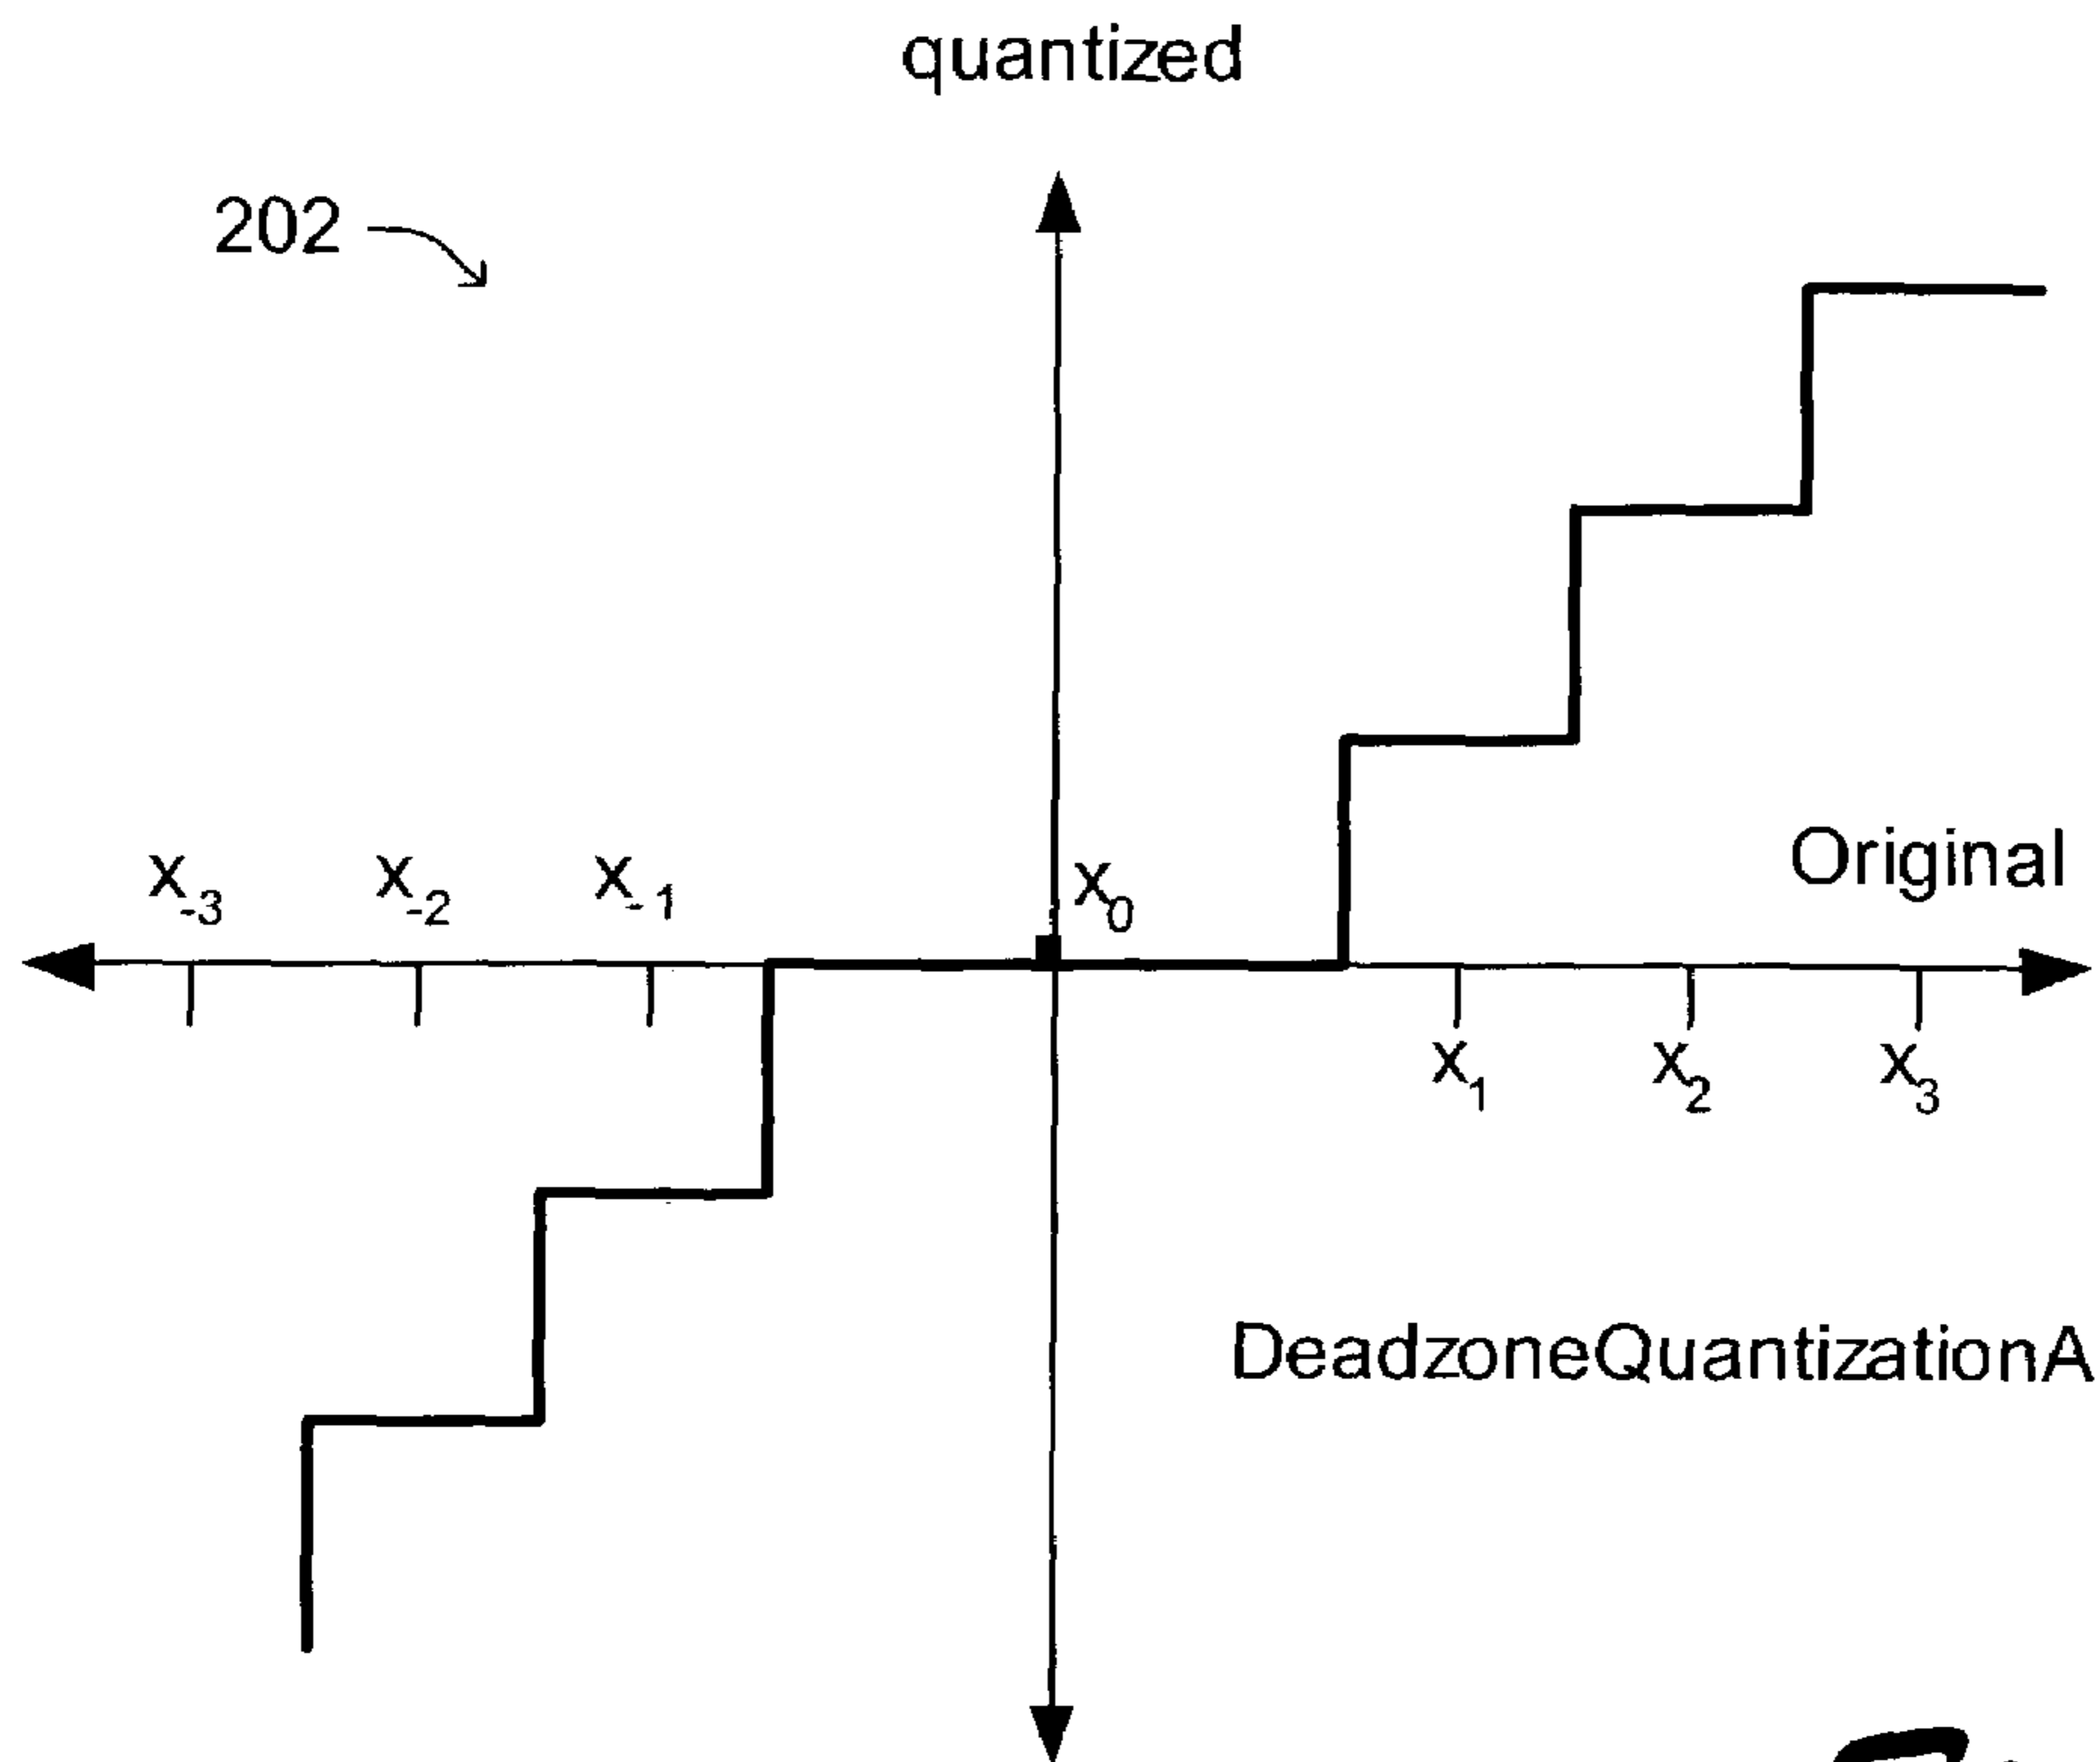 quantized
202
x-3 x-2 x-1 x0 Original
x1 x2 x3
DeadzoneQuantizationA